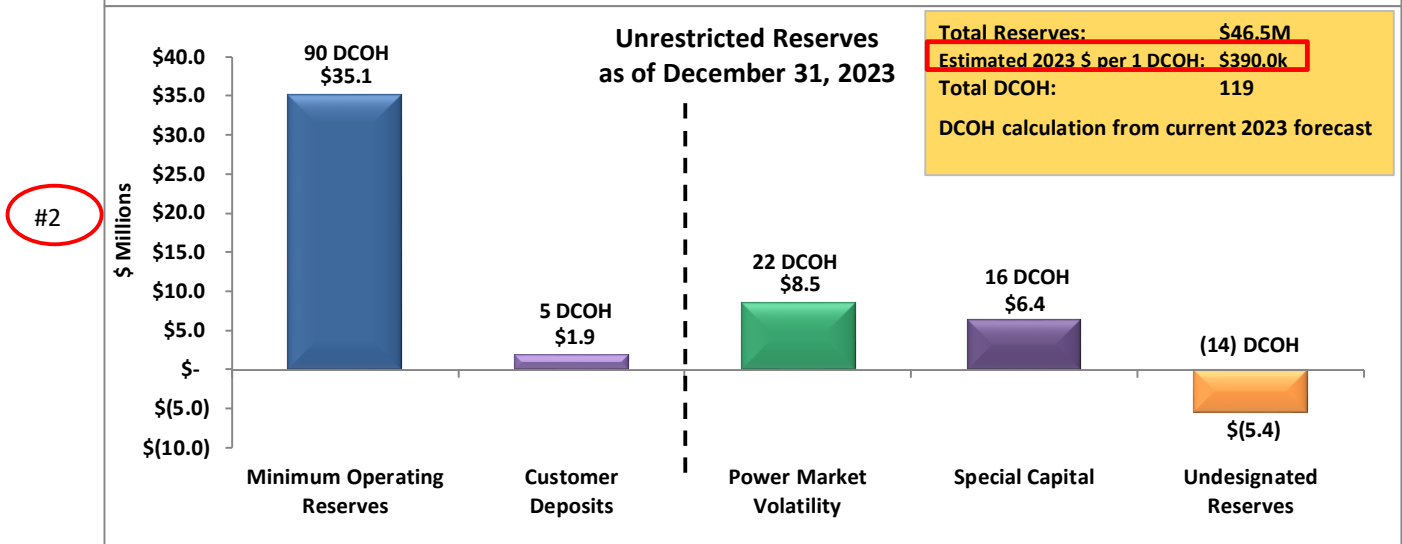 Unrestricted Reserves
as of December 31, 2023
Total Reserves: $46.5M
Estimated 2023 $ per 1 DCOH: $390.0k
Total DCOH: 119
DCOH calculation from current 2023 forecast
#2
$ Millions
$40.0
$35.0
$30.0
$25.0
$20.0
$15.0
$10.0
$5.0
$-
$(5.0)
$(10.0)
90 DCOH
$35.1
5 DCOH
$1.9
22 DCOH
$8.5
16 DCOH
$6.4
(14) DCOH
$(5.4)
Minimum Operating
Reserves
Customer
Deposits
Power Market
Volatility
Special Capital
Undesignated
Reserves